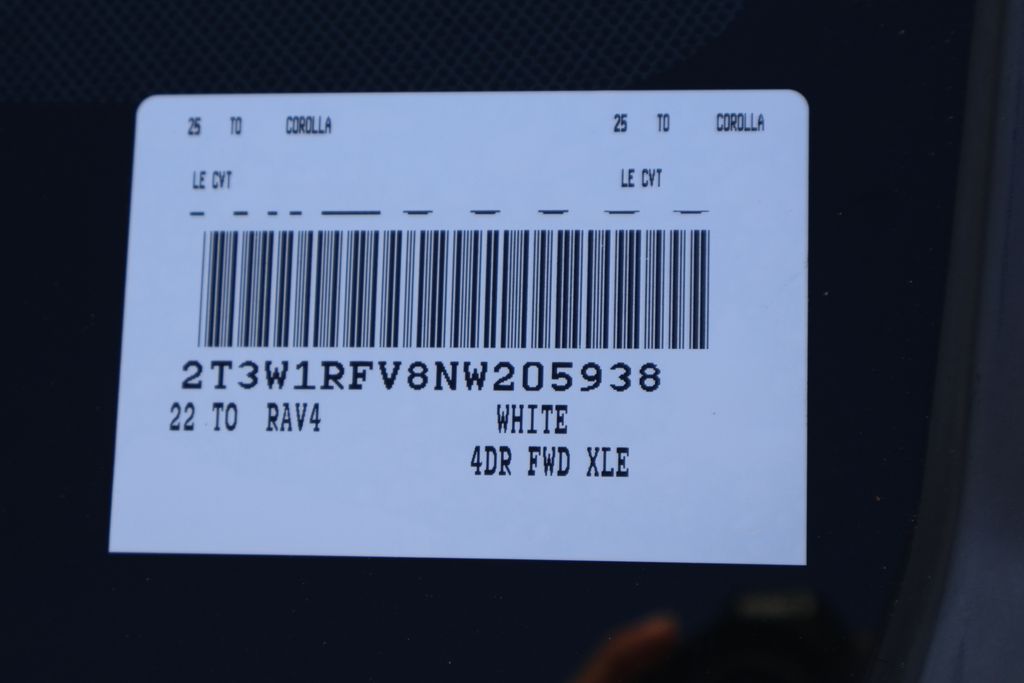 25 TO COROLLA 25 TO COROLLA
LE CVT LE CVT
2T3W1RFV8NW205938
22 TO RAV4 WHITE
4DR FWD XLE